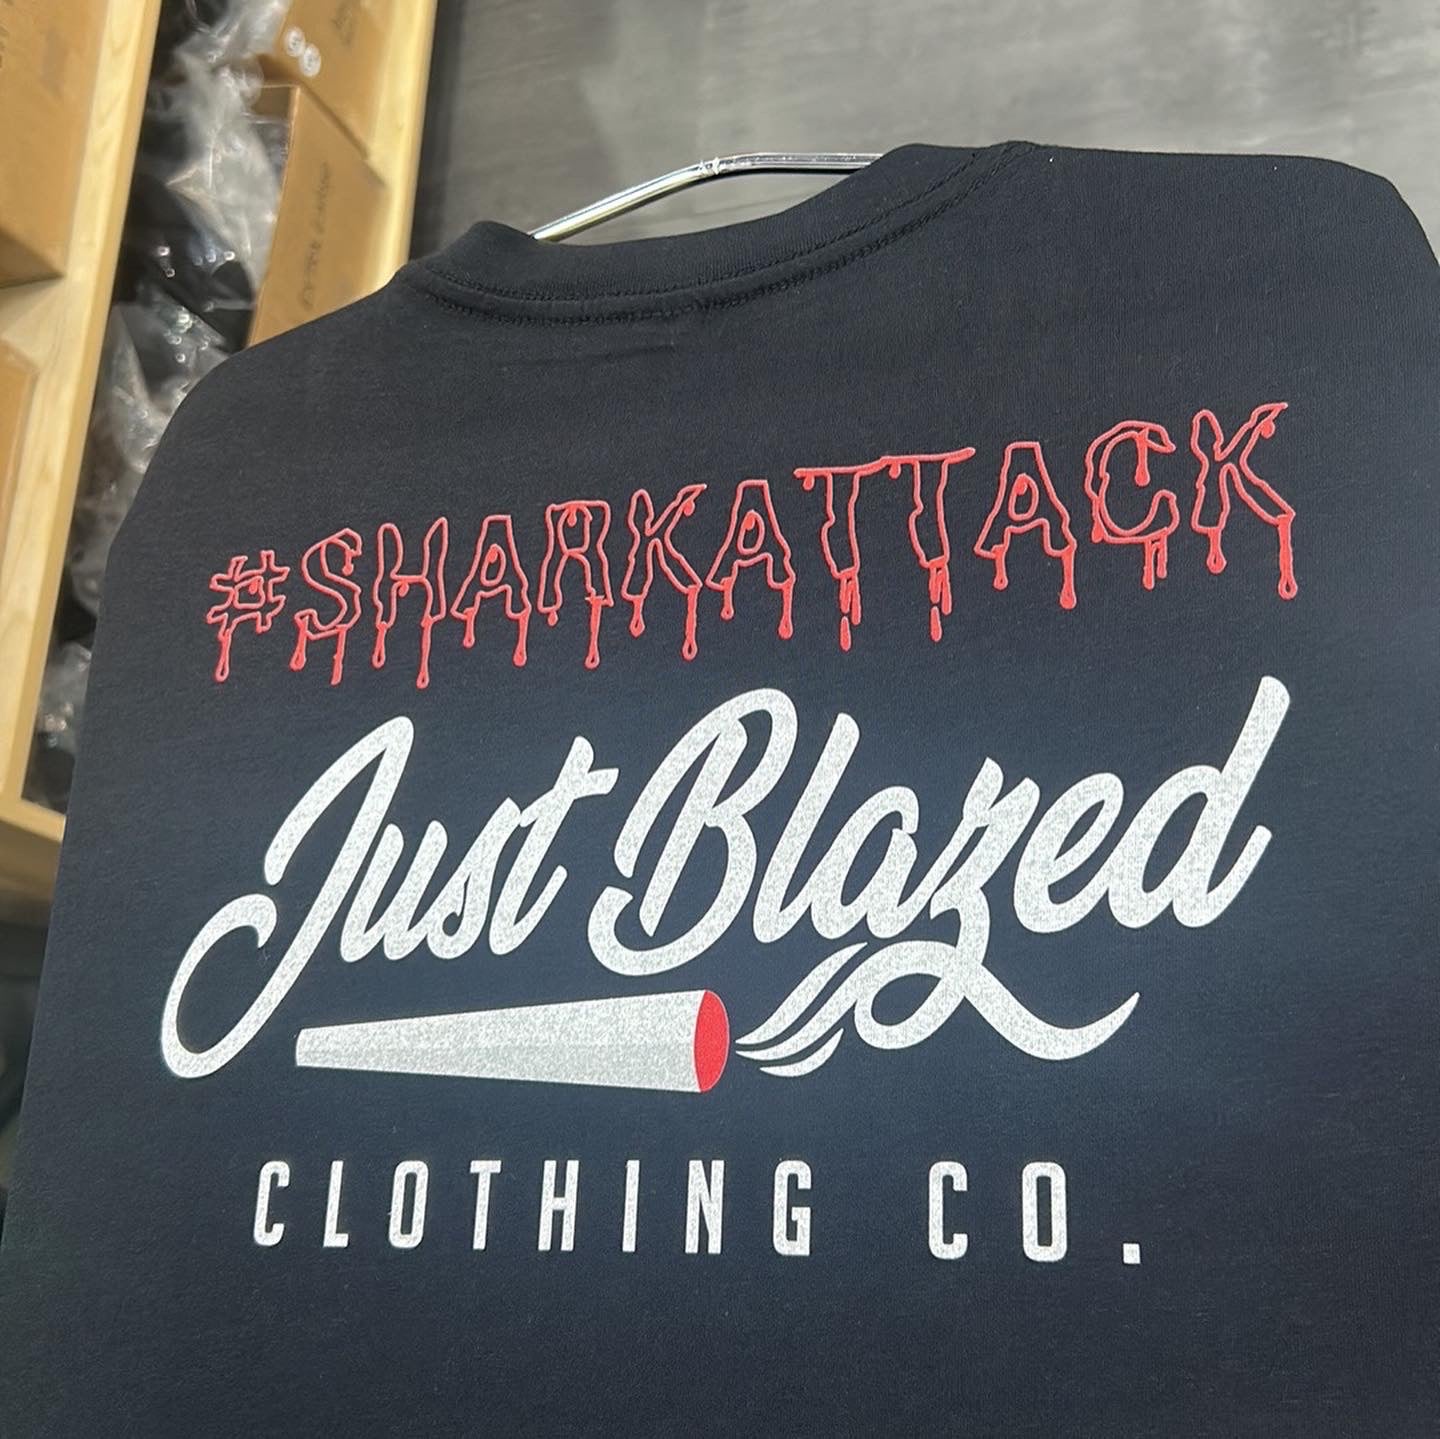 #SHARKATTACK
Just Blazed
CLOTHING CO.